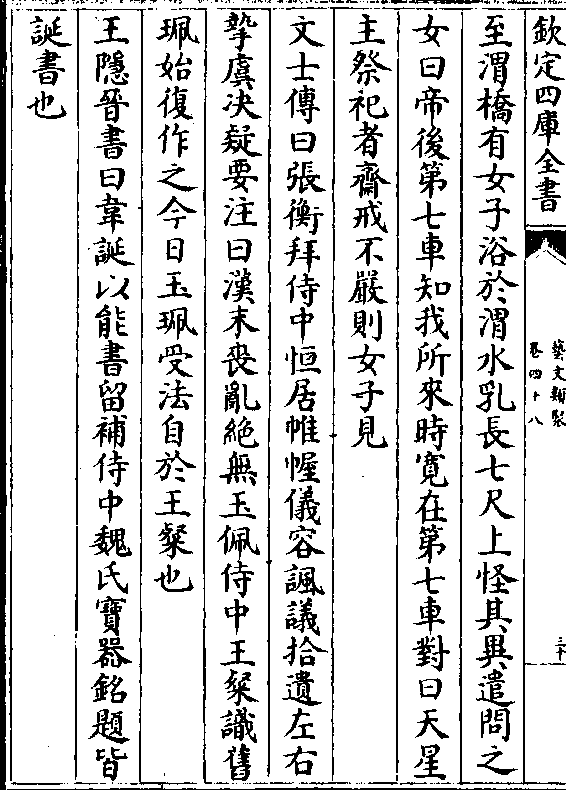 欽定四庫全書
藝文類聚
卷四十八
三十
至渭橋有女子浴於渭水乳長七尺上怪其異遣問之
女曰帝後第七車知我所來時寛在第七車對曰天星
主祭祀者齋戒不嚴則女子見
文士傳曰張衡拜侍中恒居帷幄儀容諷議拾遺左右
摯虞决疑要注曰漢末喪亂絶無玉佩侍中王粲識舊
珮始復作之今日玉珮受法自於王粲也
王隱晉書曰韋誕以能書留補侍中魏氏寶器銘題皆
誕書也